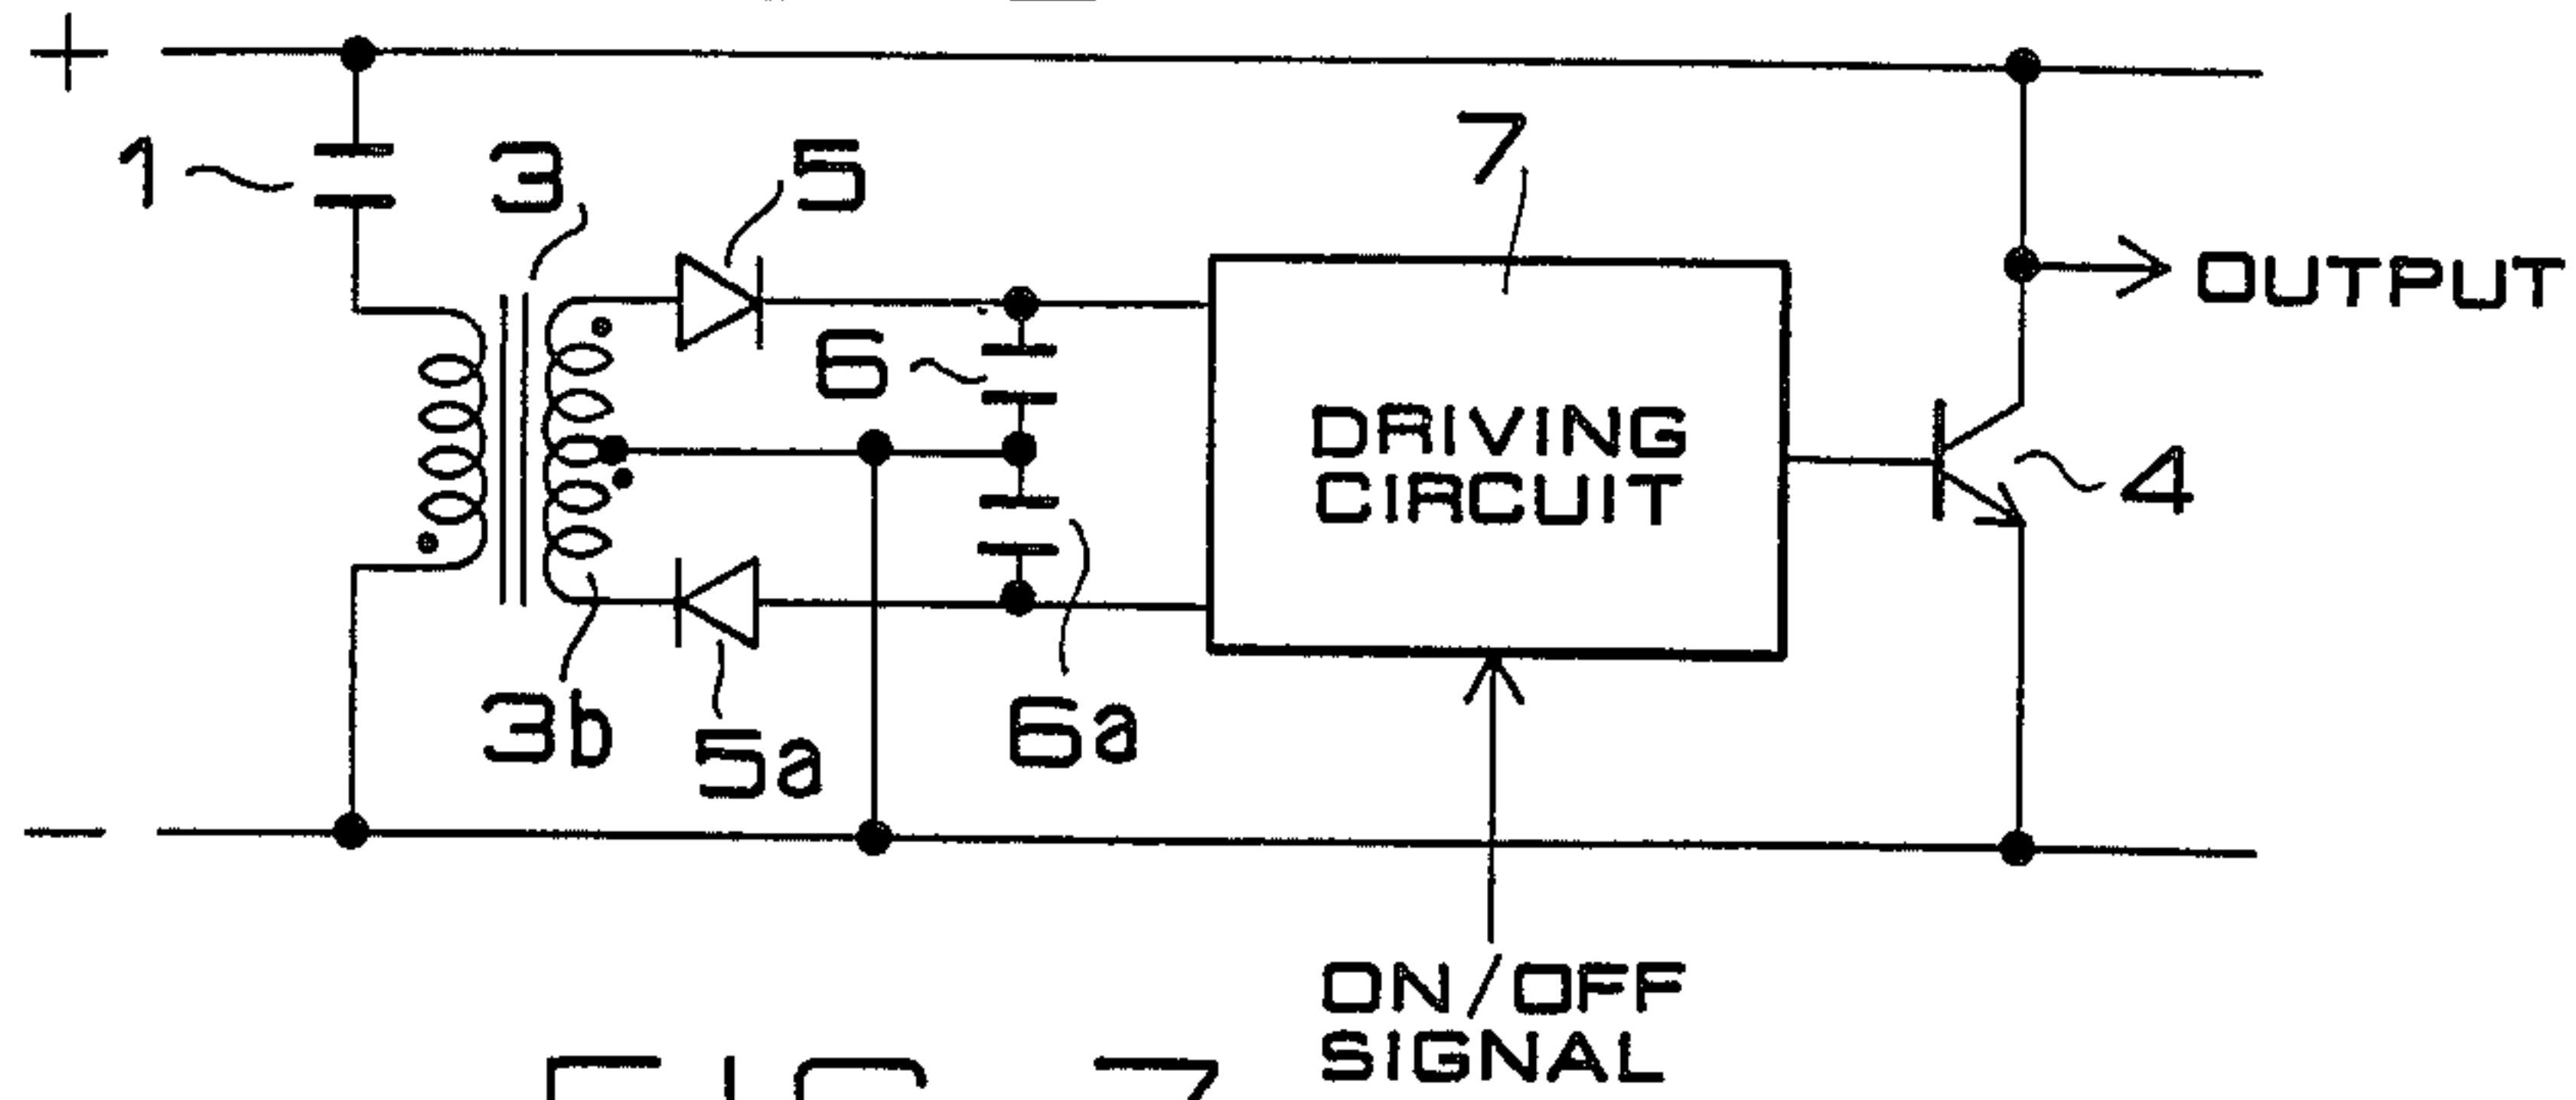 +
1
3
5
7
6
OUTPUT
DRIVING
CIRCUIT
4
3b
5a
6a
−
ON/OFF
SIGNAL